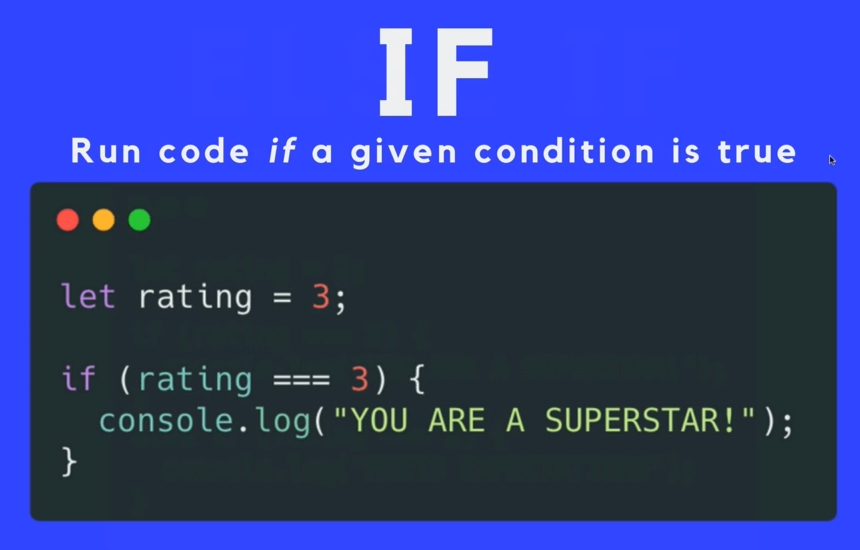 IF
Run code if a given condition is true
let rating = 3;
if (rating === 3) {
  console.log("YOU ARE A SUPERSTAR!");
}